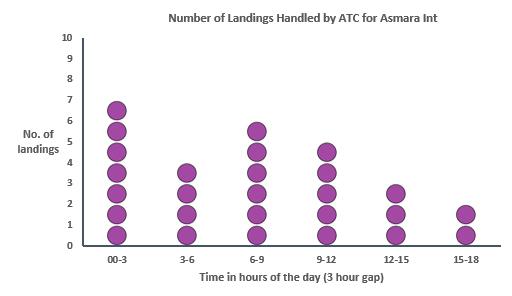 Number of Landings Handled by ATC for Asmara Int
10
9
8
7
6
5
4
3
2
1
0
No. of
landings
00-3 3-6 6-9 9-12 12-15 15-18
Time in hours of the day (3 hour gap)